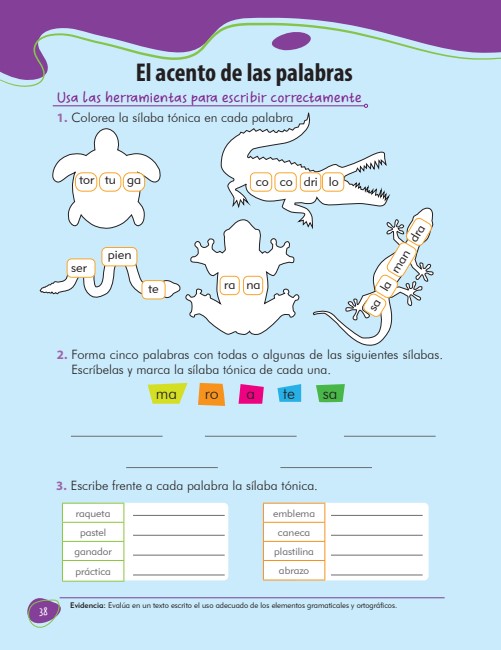 El acento de las palabras
Usa las herramientas para escribir correctamente
1. Colorea la sílaba tónica en cada palabra
tor tu ga
co co dri lo
ser pien te
ra na
sa la man dra
2. Forma cinco palabras con todas o algunas de las siguientes sílabas.
Escríbelas y marca la sílaba tónica de cada una.
ma ro a te sa
3. Escribe frente a cada palabra la sílaba tónica.
raqueta
pastel
ganador
práctica
emblema
caneca
plastilina
abrazo
38
Evidencia: Evalúa en un texto escrito el uso adecuado de los elementos gramaticales y ortográficos.